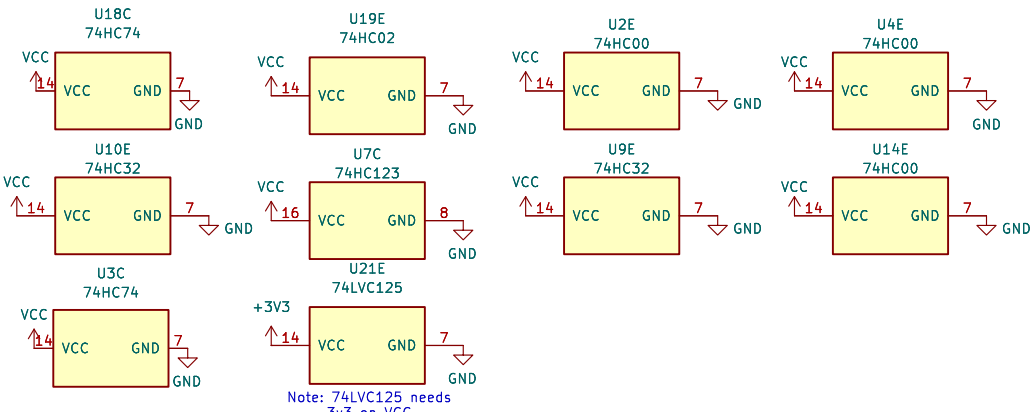 U18C
74HC74
VCC
14
VCC
GND
7
GND
U19E
74HC02
VCC
14
VCC
GND
7
GND
U2E
74HC00
VCC
14
VCC
GND
7
GND
U4E
74HC00
VCC
14
VCC
GND
7
GND
U10E
74HC32
VCC
14
VCC
GND
7
GND
U7C
74HC123
VCC
16
VCC
GND
8
GND
U9E
74HC32
VCC
14
VCC
GND
7
GND
U14E
74HC00
VCC
14
VCC
GND
7
GND
U3C
74HC74
VCC
14
VCC
GND
7
GND
U21E
74LVC125
+3V3
14
VCC
GND
7
GND
Note: 74LVC125 needs
3v3 on VCC